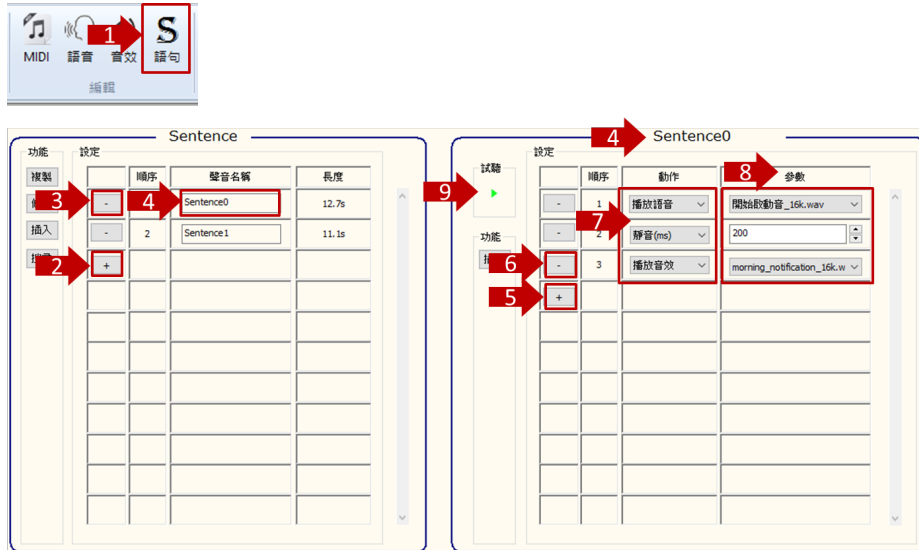 1
MIDI 語音 音效 語句
編輯
Sentence
功能 設定
複製 順序 聲音名稱 長度
3 - 4 Sentence0 12.7s
插入 - 2 Sentence1 11.1s
2 +
4 Sentence0
設定
試聽 順序 動作 8 參數
9 - 1 播放語音 開始啟動音_16k.wav
7
功能 - 2 靜音(ms) 200
6 - 3 播放音效 morning_notification_16k.w
5 +